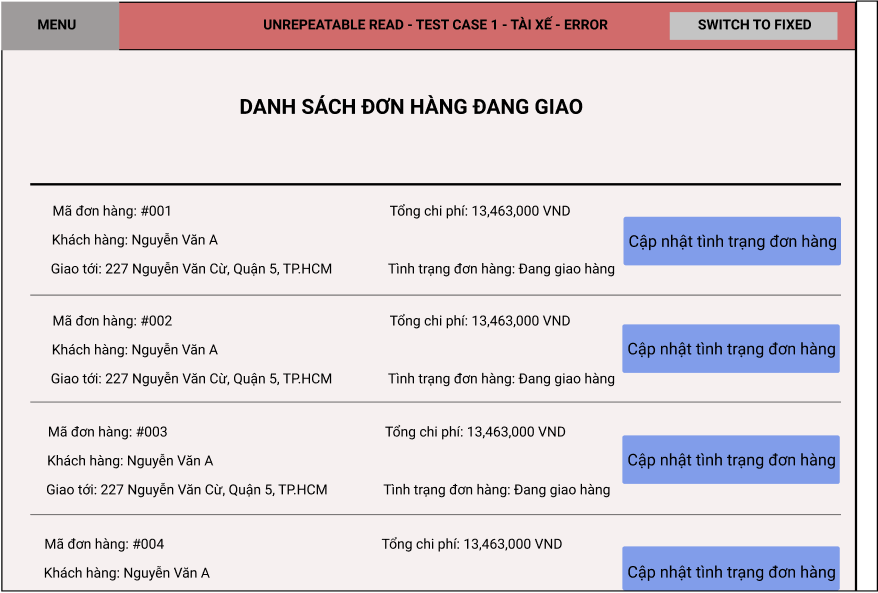 MENU
UNREPEATABLE READ - TEST CASE 1 - TÀI XẾ - ERROR
SWITCH TO FIXED
DANH SÁCH ĐƠN HÀNG ĐANG GIAO
Mã đơn hàng: #001
Tổng chi phí: 13,463,000 VND
Khách hàng: Nguyễn Văn A
Cập nhật tình trạng đơn hàng
Giao tới: 227 Nguyễn Văn Cừ, Quận 5, TP.HCM
Tình trạng đơn hàng: Đang giao hàng
Mã đơn hàng: #002
Tổng chi phí: 13,463,000 VND
Khách hàng: Nguyễn Văn A
Cập nhật tình trạng đơn hàng
Giao tới: 227 Nguyễn Văn Cừ, Quận 5, TP.HCM
Tình trạng đơn hàng: Đang giao hàng
Mã đơn hàng: #003
Tổng chi phí: 13,463,000 VND
Khách hàng: Nguyễn Văn A
Cập nhật tình trạng đơn hàng
Giao tới: 227 Nguyễn Văn Cừ, Quận 5, TP.HCM
Tình trạng đơn hàng: Đang giao hàng
Mã đơn hàng: #004
Tổng chi phí: 13,463,000 VND
Khách hàng: Nguyễn Văn A
Cập nhật tình trạng đơn hàng